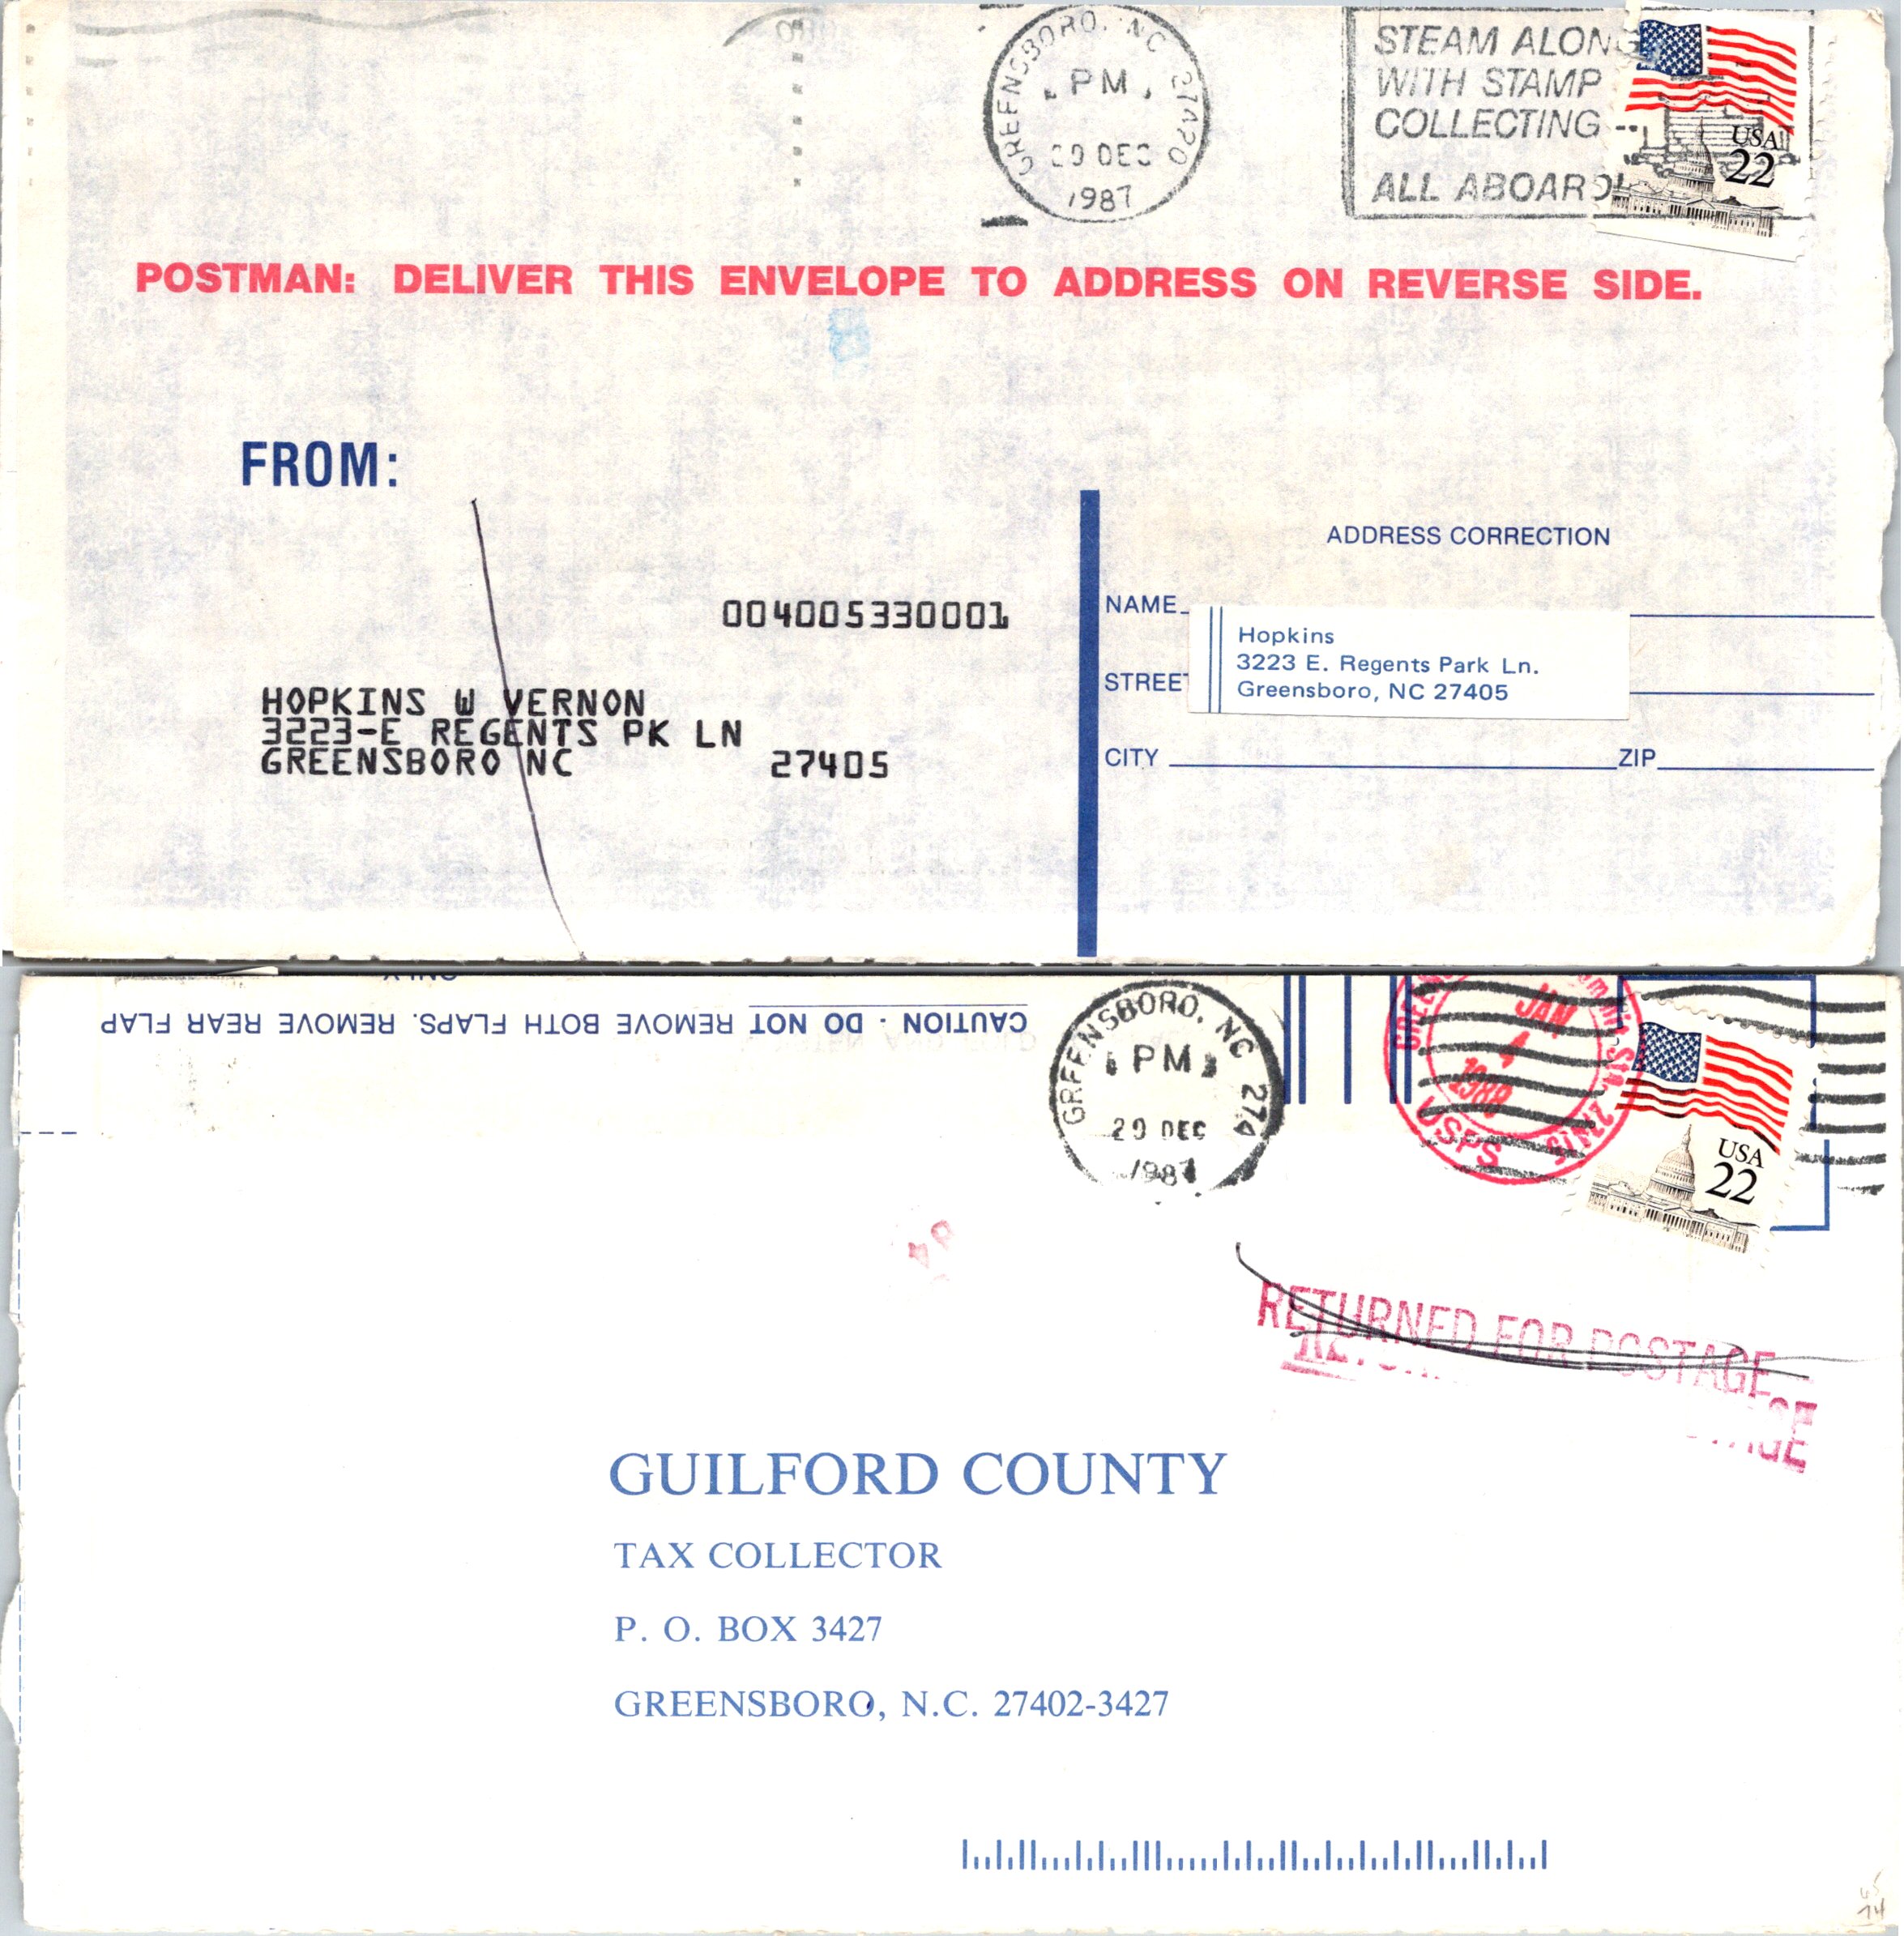 GREENSBORO, NC 27420
PM
29 DEC
1987
STEAM ALONG
WITH STAMP
COLLECTING --
ALL ABOARD!
USA
22
POSTMAN: DELIVER THIS ENVELOPE TO ADDRESS ON REVERSE SIDE.
FROM:
ADDRESS CORRECTION
004005330001
NAME
Hopkins
3223 E. Regents Park Ln.
Greensboro, NC 27405
STREET
HOPKINS W VERNON
3223-E REGENTS PK LN
GREENSBORO NC 27405
CITY ZIP
ONLY
CAUTION - DO NOT REMOVE BOTH FLAPS. REMOVE REAR FLAP
GREENSBORO, NC 274
PM
29 DEC
1987
JAN
1988
USPS
USA
22
RETURNED FOR POSTAGE
GUILFORD COUNTY
TAX COLLECTOR
P. O. BOX 3427
GREENSBORO, N.C. 27402-3427